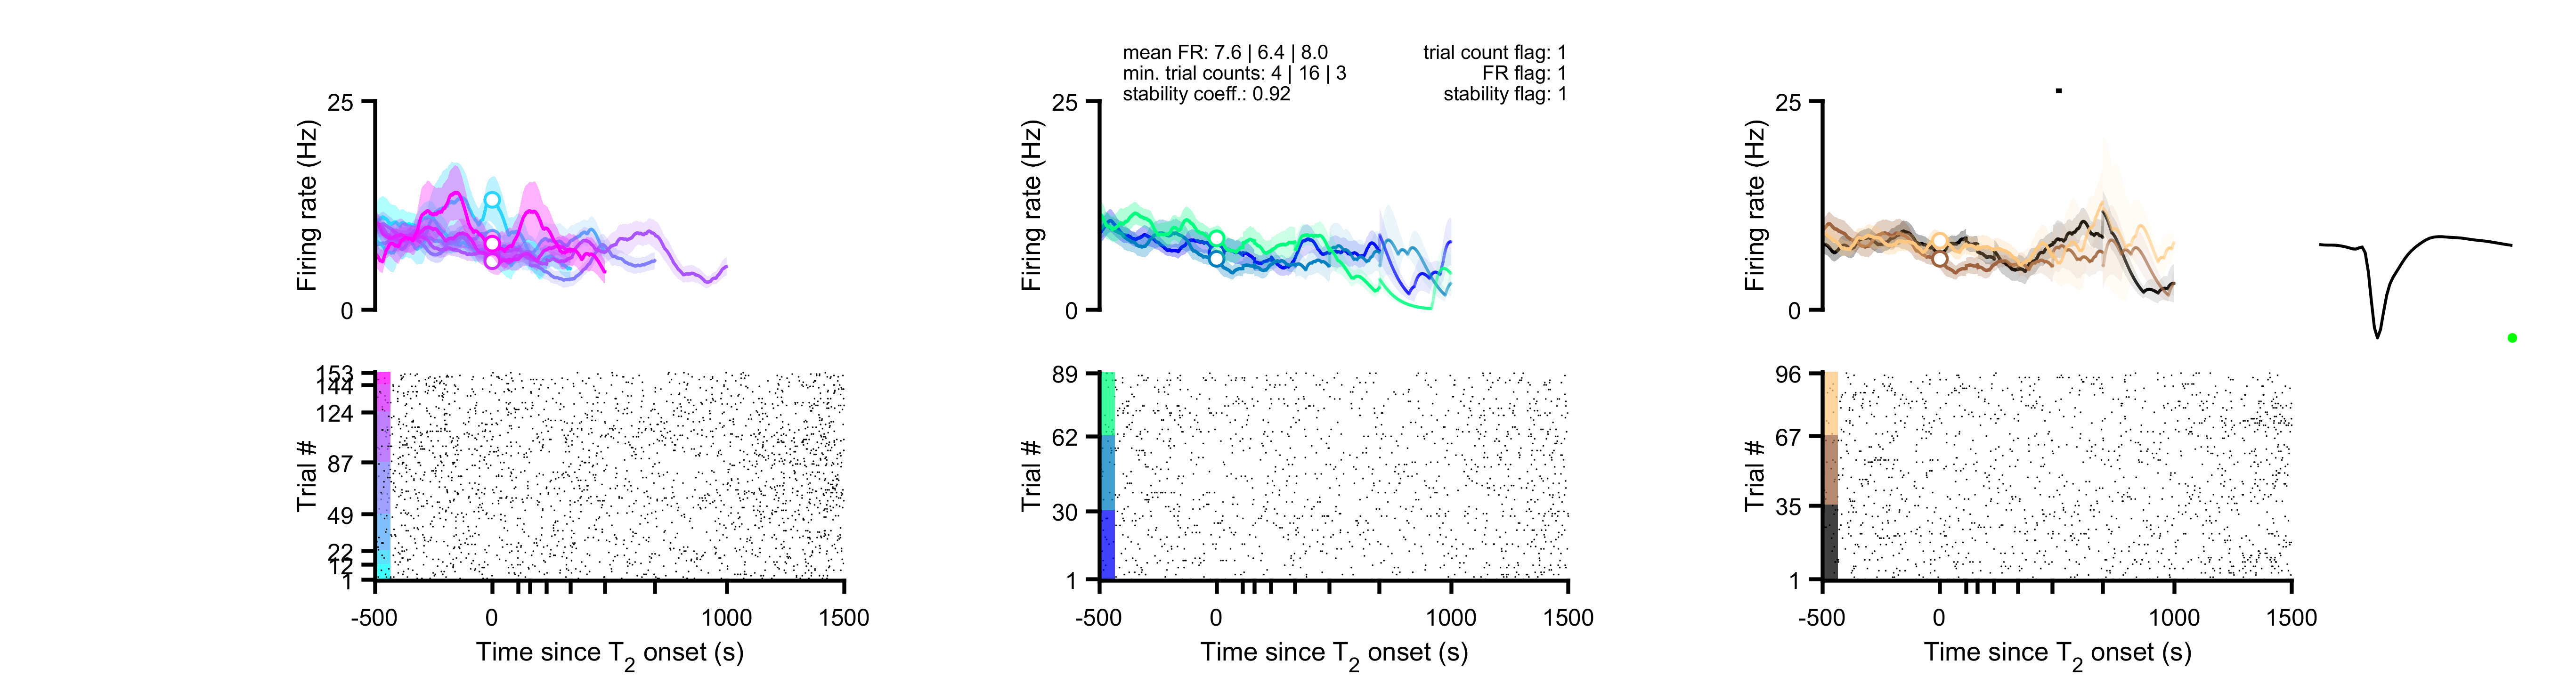 mean FR: 7.6 | 6.4 | 8.0
min. trial counts: 4 | 16 | 3
stability coeff.: 0.92
trial count flag: 1
FR flag: 1
stability flag: 1
25
Firing rate (Hz)
0
25
Firing rate (Hz)
0
25
Firing rate (Hz)
0
153
144
124
87
49
22
12
1
Trial #
-500
0
1000
1500
Time since T2 onset (s)
89
62
30
1
Trial #
-500
0
1000
1500
Time since T2 onset (s)
96
67
35
1
Trial #
-500
0
1000
1500
Time since T2 onset (s)